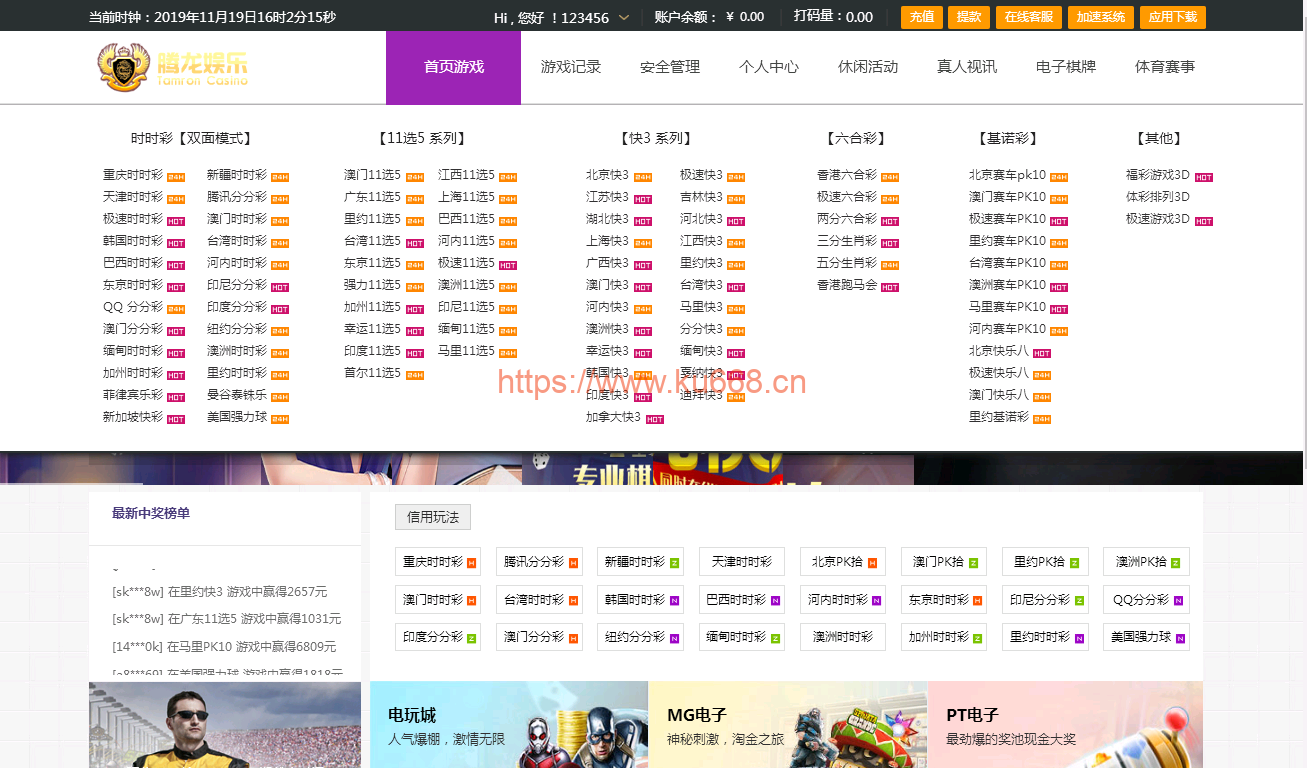 当前时钟：2019年11月19日16时2分15秒
Hi , 您好 ！123456
账户余额： ¥ 0.00
打码量：0.00
充值 提款 在线客服 加速系统 应用下载
腾龙娱乐
Tamron Casino
首页游戏 游戏记录 安全管理 个人中心 休闲活动 真人视讯 电子棋牌 体育赛事
时时彩【双面模式】 【11选5 系列】 【快3 系列】 【六合彩】 【基诺彩】 【其他】
重庆时时彩 24H 新疆时时彩 24H 澳门11选5 24H 江西11选5 24H 北京快3 24H 极速快3 24H 香港六合彩 24H 北京赛车pk10 24H 福彩游戏3D HOT
天津时时彩 24H 腾讯分分彩 24H 广东11选5 24H 上海11选5 24H 江苏快3 HOT 吉林快3 24H 极速六合彩 24H 澳门赛车PK10 24H 体彩排列3D
极速时时彩 HOT 澳门时时彩 24H 里约11选5 24H 巴西11选5 24H 湖北快3 HOT 河北快3 HOT 两分六合彩 HOT 极速赛车PK10 HOT 极速游戏3D HOT
韩国时时彩 HOT 台湾时时彩 24H 台湾11选5 HOT 河内11选5 24H 上海快3 24H 江西快3 24H 三分生肖彩 HOT 里约赛车PK10 24H
巴西时时彩 HOT 河内时时彩 24H 东京11选5 24H 极速11选5 HOT 广西快3 HOT 里约快3 24H 五分生肖彩 24H 台湾赛车PK10 24H
东京时时彩 HOT 印尼分分彩 HOT 强力11选5 24H 澳洲11选5 24H 澳门快3 HOT 台湾快3 HOT 香港跑马会 HOT 澳洲赛车PK10 HOT
QQ 分分彩 24H 印度分分彩 HOT 加州11选5 HOT 印尼11选5 24H 河内快3 24H 马里快3 24H 马里赛车PK10 HOT
澳门分分彩 HOT 纽约分分彩 24H 幸运11选5 HOT 缅甸11选5 24H 澳洲快3 HOT 分分快3 24H 河内赛车PK10 24H
缅甸时时彩 HOT 澳洲时时彩 24H 印度11选5 HOT 马里11选5 24H 幸运快3 HOT 缅甸快3 HOT 北京快乐八 HOT
加州时时彩 HOT 里约时时彩 24H 首尔11选5 24H 韩国快3 24H 戛纳快3 HOT 极速快乐八 24H
https://www.ku668.cn
菲律宾乐彩 HOT 曼谷泰铢乐 24H 印度快3 HOT 迪拜快3 24H 澳门快乐八 24H
新加坡快彩 HOT 美国强力球 24H 加拿大快3 HOT 里约基诺彩 24H
专业棋
最新中奖榜单
信用玩法
[sk***8w] 在里约快3 游戏中赢得2657元
[sk***8w] 在广东11选5 游戏中赢得1031元
[14***0k] 在马里PK10 游戏中赢得6809元
[a8***69] 在美国强力球 游戏中赢得1818元
重庆时时彩 H 腾讯分分彩 H 新疆时时彩 Z 天津时时彩 北京PK拾 H 澳门PK拾 Z 里约PK拾 Z 澳洲PK拾 Z
澳门时时彩 H 台湾时时彩 H 韩国时时彩 N 巴西时时彩 N 河内时时彩 N 东京时时彩 H 印尼分分彩 Z QQ分分彩 N
印度分分彩 Z 澳门分分彩 H 纽约分分彩 N 缅甸时时彩 Z 澳洲时时彩 加州时时彩 Z 里约时时彩 N 美国强力球 N
电玩城
人气爆棚，激情无限
MG电子
神秘刺激，淘金之旅
PT电子
最劲爆的奖池现金大奖